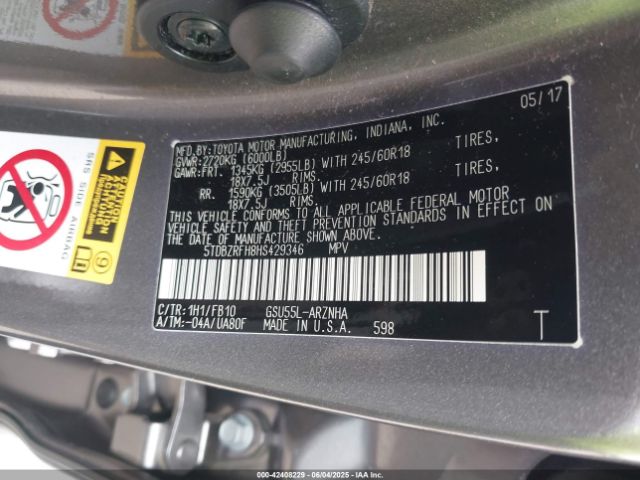 05/17
MFD.BY:TOYOTA MOTOR MANUFACTURING, INDIANA, INC.
GVWR:2720KG (6000LB)
GAWR:FRT. 1345KG (2955LB) WITH 245/60R18 TIRES,
18X7.5J RIMS.
RR. 1590KG (3505LB) WITH 245/60R18 TIRES,
18X7.5J RIMS.
THIS VEHICLE CONFORMS TO ALL APPLICABLE FEDERAL MOTOR
VEHICLE SAFETY AND THEFT PREVENTION STANDARDS IN EFFECT ON
THE DATE OF MANUFACTURE SHOWN ABOVE.
5TDBZRFH8HS429346 MPV
C/TR:1H1/FB10 GSU55L-ARZNHA
A/TM:-04A/UA80F MADE IN U.S.A. 598
T
SRS SIDE AIRBAG
CAUTION
000-42408229 - 06/04/2025 - IAAI.COM